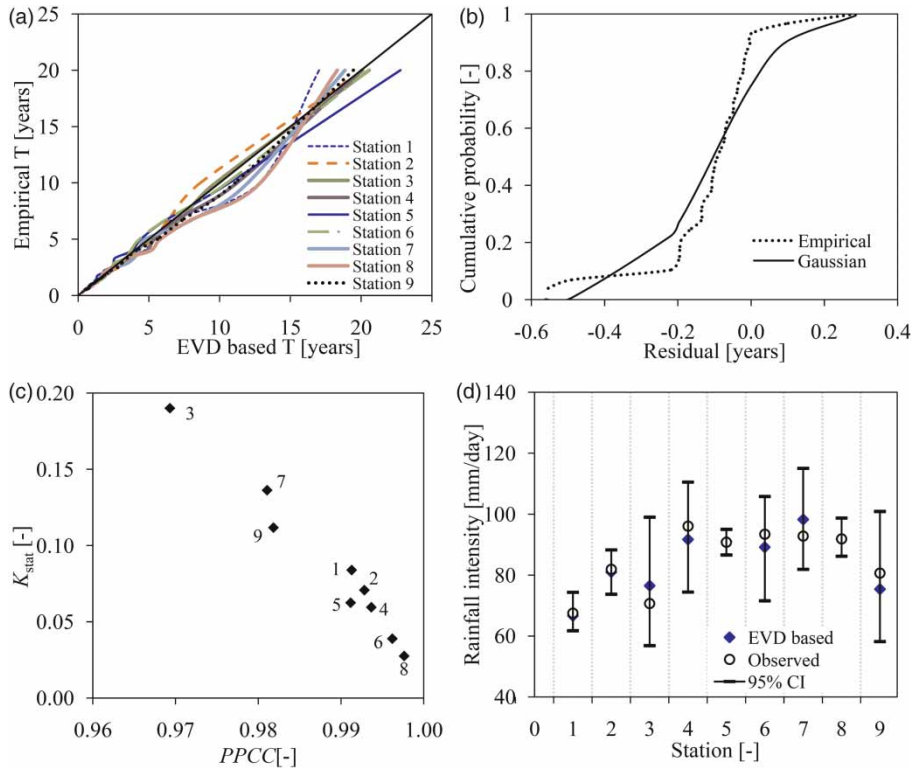 (a)
Empirical T [years]
25
20
15
10
5
0
0 5 10 15 20 25
EVD based T [years]
Station 1
Station 2
Station 3
Station 4
Station 5
Station 6
Station 7
Station 8
Station 9
(b)
Cumulative probability [-]
1
0.8
0.6
0.4
0.2
0
-0.6 -0.4 -0.2 0.0 0.2 0.4
Residual [years]
Empirical
Gaussian
(c)
Kstat [-]
0.20
0.15
0.10
0.05
0.00
0.96 0.97 0.98 0.99 1.00
PPCC[-]
3
7
9
1
2
5
4
6
8
(d)
Rainfall intensity [mm/day]
140
120
100
80
60
40
0 1 2 3 4 5 6 7 8 9
Station [-]
EVD based
Observed
95% CI